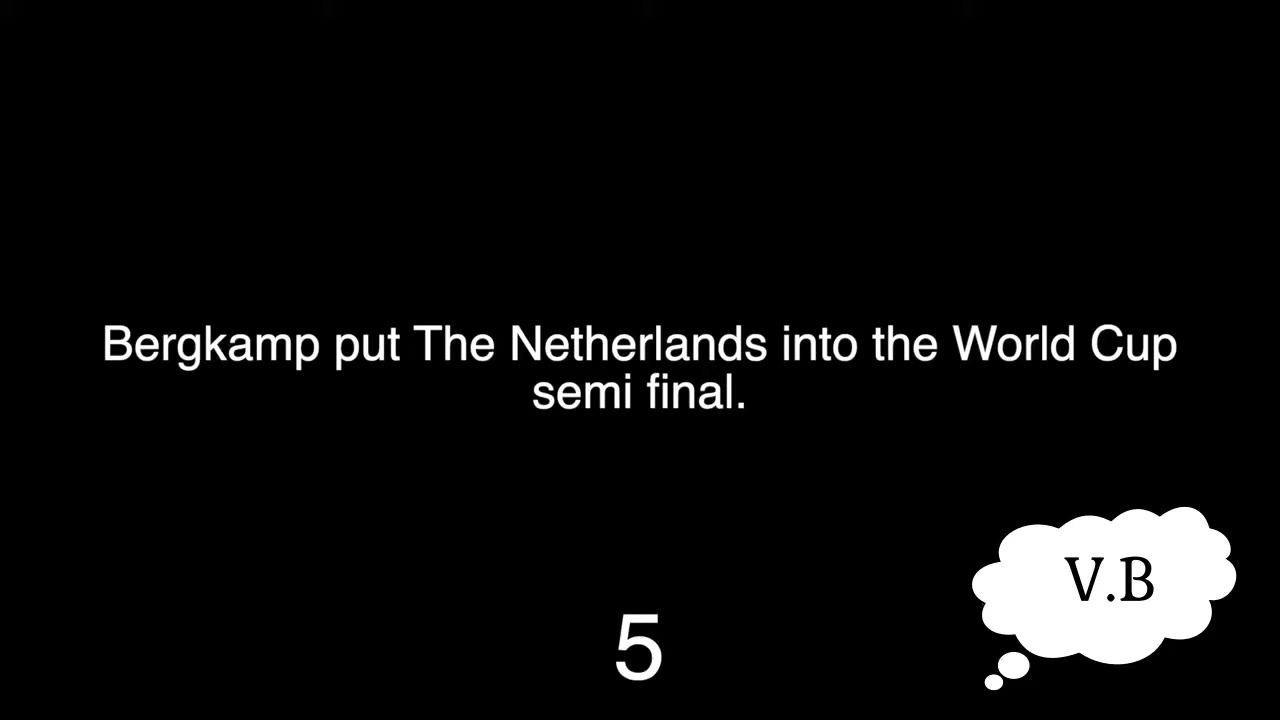 Bergkamp put The Netherlands into the World Cup
semi final.
V.B
5